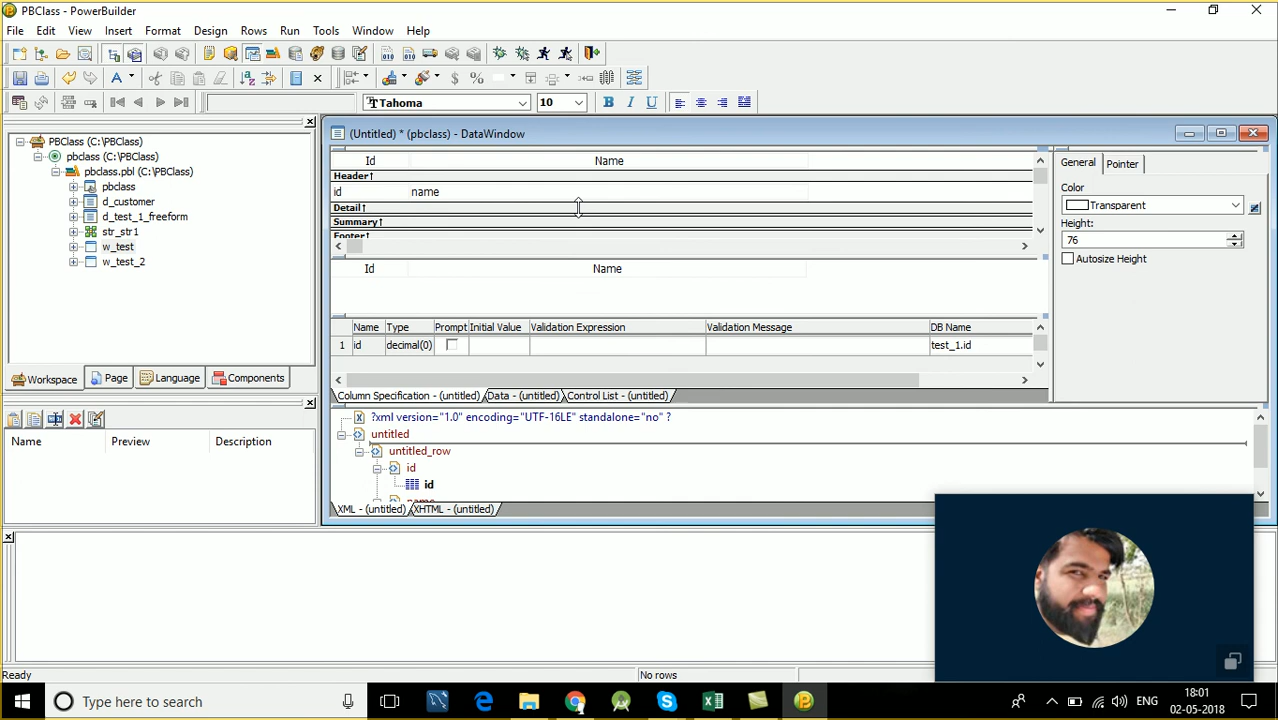 PBClass - PowerBuilder
File Edit View Insert Format Design Rows Run Tools Window Help
Tahoma 10 B I U
PBClass (C:\PBClass)
pbclass (C:\PBClass)
pbclass.pbl (C:\PBClass)
pbclass
d_customer
d_test_1_freeform
str_str1
w_test
w_test_2
Workspace Page Language Components
Name Preview Description
(Untitled) * (pbclass) - DataWindow
Id Name
Header↑
id name
Detail↑
Summary↑
Footer↑
Id Name
Name Type Prompt Initial Value Validation Expression Validation Message DB Name
1 id decimal(0) test_1.id
Column Specification - (untitled) Data - (untitled) Control List - (untitled)
?xml version="1.0" encoding="UTF-16LE" standalone="no" ?
untitled
untitled_row
id
id
name
XML - (untitled) XHTML - (untitled)
General Pointer
Color
Transparent
Height:
76
Autosize Height
Ready No rows
Type here to search
ENG
18:01
02-05-2018